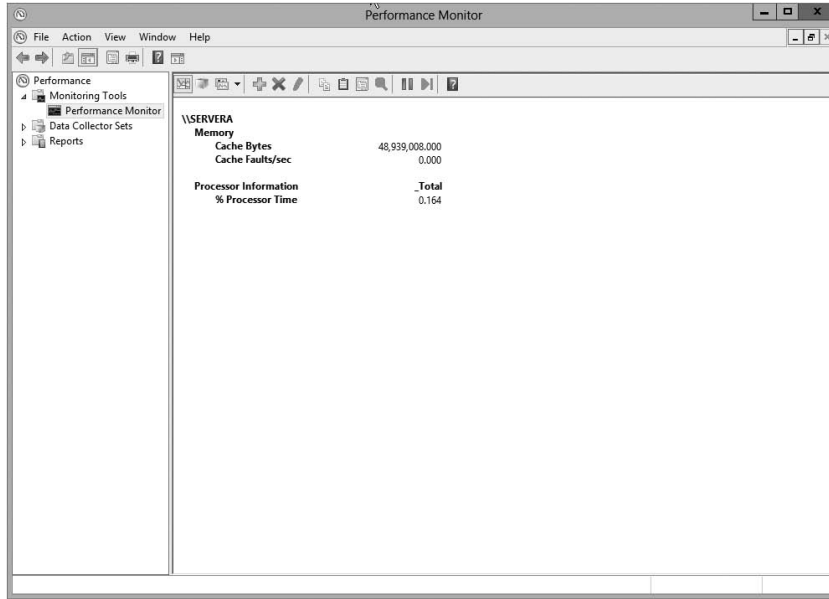 Performance Monitor
File Action View Window Help
Performance
Monitoring Tools
Performance Monitor
Data Collector Sets
Reports
\\SERVERA
Memory
Cache Bytes 48,939,008.000
Cache Faults/sec 0.000
Processor Information _Total
% Processor Time 0.164